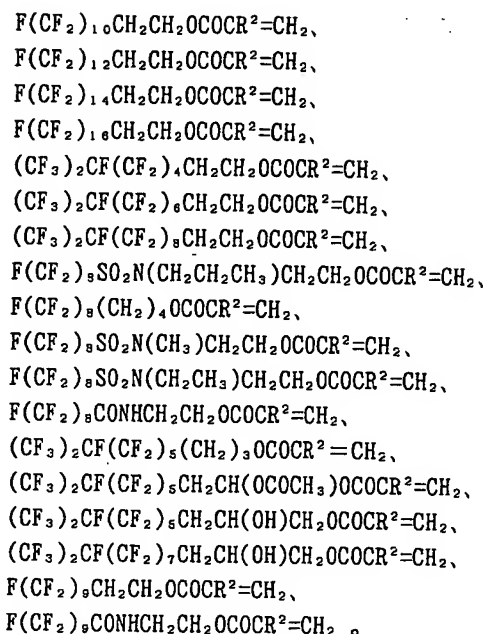 F(CF₂)₁₀CH₂CH₂OCOCR²=CH₂、
F(CF₂)₁₂CH₂CH₂OCOCR²=CH₂、
F(CF₂)₁₄CH₂CH₂OCOCR²=CH₂、
F(CF₂)₁₆CH₂CH₂OCOCR²=CH₂、
(CF₃)₂CF(CF₂)₄CH₂CH₂OCOCR²=CH₂、
(CF₃)₂CF(CF₂)₆CH₂CH₂OCOCR²=CH₂、
(CF₃)₂CF(CF₂)₈CH₂CH₂OCOCR²=CH₂、
F(CF₂)₈SO₂N(CH₂CH₂CH₃)CH₂CH₂OCOCR²=CH₂、
F(CF₂)₈(CH₂)₄OCOCR²=CH₂、
F(CF₂)₈SO₂N(CH₃)CH₂CH₂OCOCR²=CH₂、
F(CF₂)₈SO₂N(CH₂CH₃)CH₂CH₂OCOCR²=CH₂、
F(CF₂)₈CONHCH₂CH₂OCOCR²=CH₂、
(CF₃)₂CF(CF₂)₅(CH₂)₃OCOCR²=CH₂、
(CF₃)₂CF(CF₂)₅CH₂CH(OCOCH₃)OCOCR²=CH₂、
(CF₃)₂CF(CF₂)₅CH₂CH(OH)CH₂OCOCR²=CH₂、
(CF₃)₂CF(CF₂)₇CH₂CH(OH)CH₂OCOCR²=CH₂、
F(CF₂)₉CH₂CH₂OCOCR²=CH₂、
F(CF₂)₉CONHCH₂CH₂OCOCR²=CH₂ 。